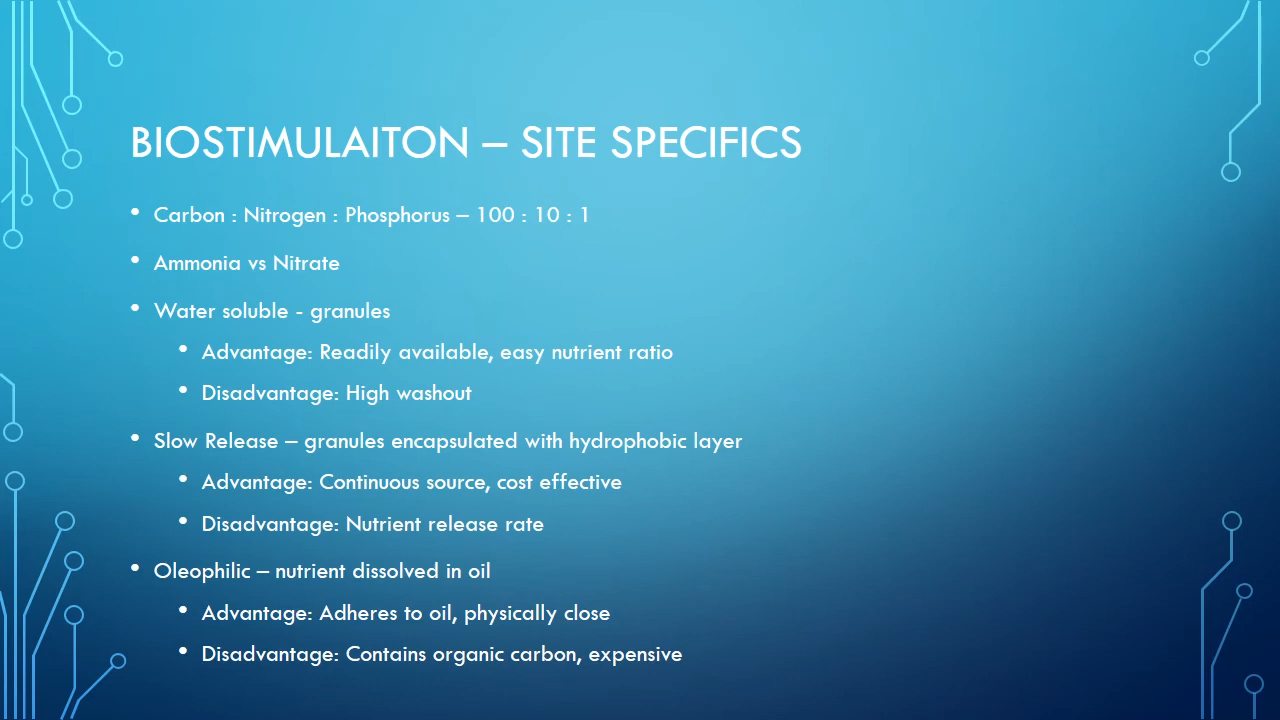 BIOSTIMULAITON – SITE SPECIFICS
• Carbon : Nitrogen : Phosphorus – 100 : 10 : 1
• Ammonia vs Nitrate
• Water soluble - granules
• Advantage: Readily available, easy nutrient ratio
• Disadvantage: High washout
• Slow Release – granules encapsulated with hydrophobic layer
• Advantage: Continuous source, cost effective
• Disadvantage: Nutrient release rate
• Oleophilic – nutrient dissolved in oil
• Advantage: Adheres to oil, physically close
• Disadvantage: Contains organic carbon, expensive